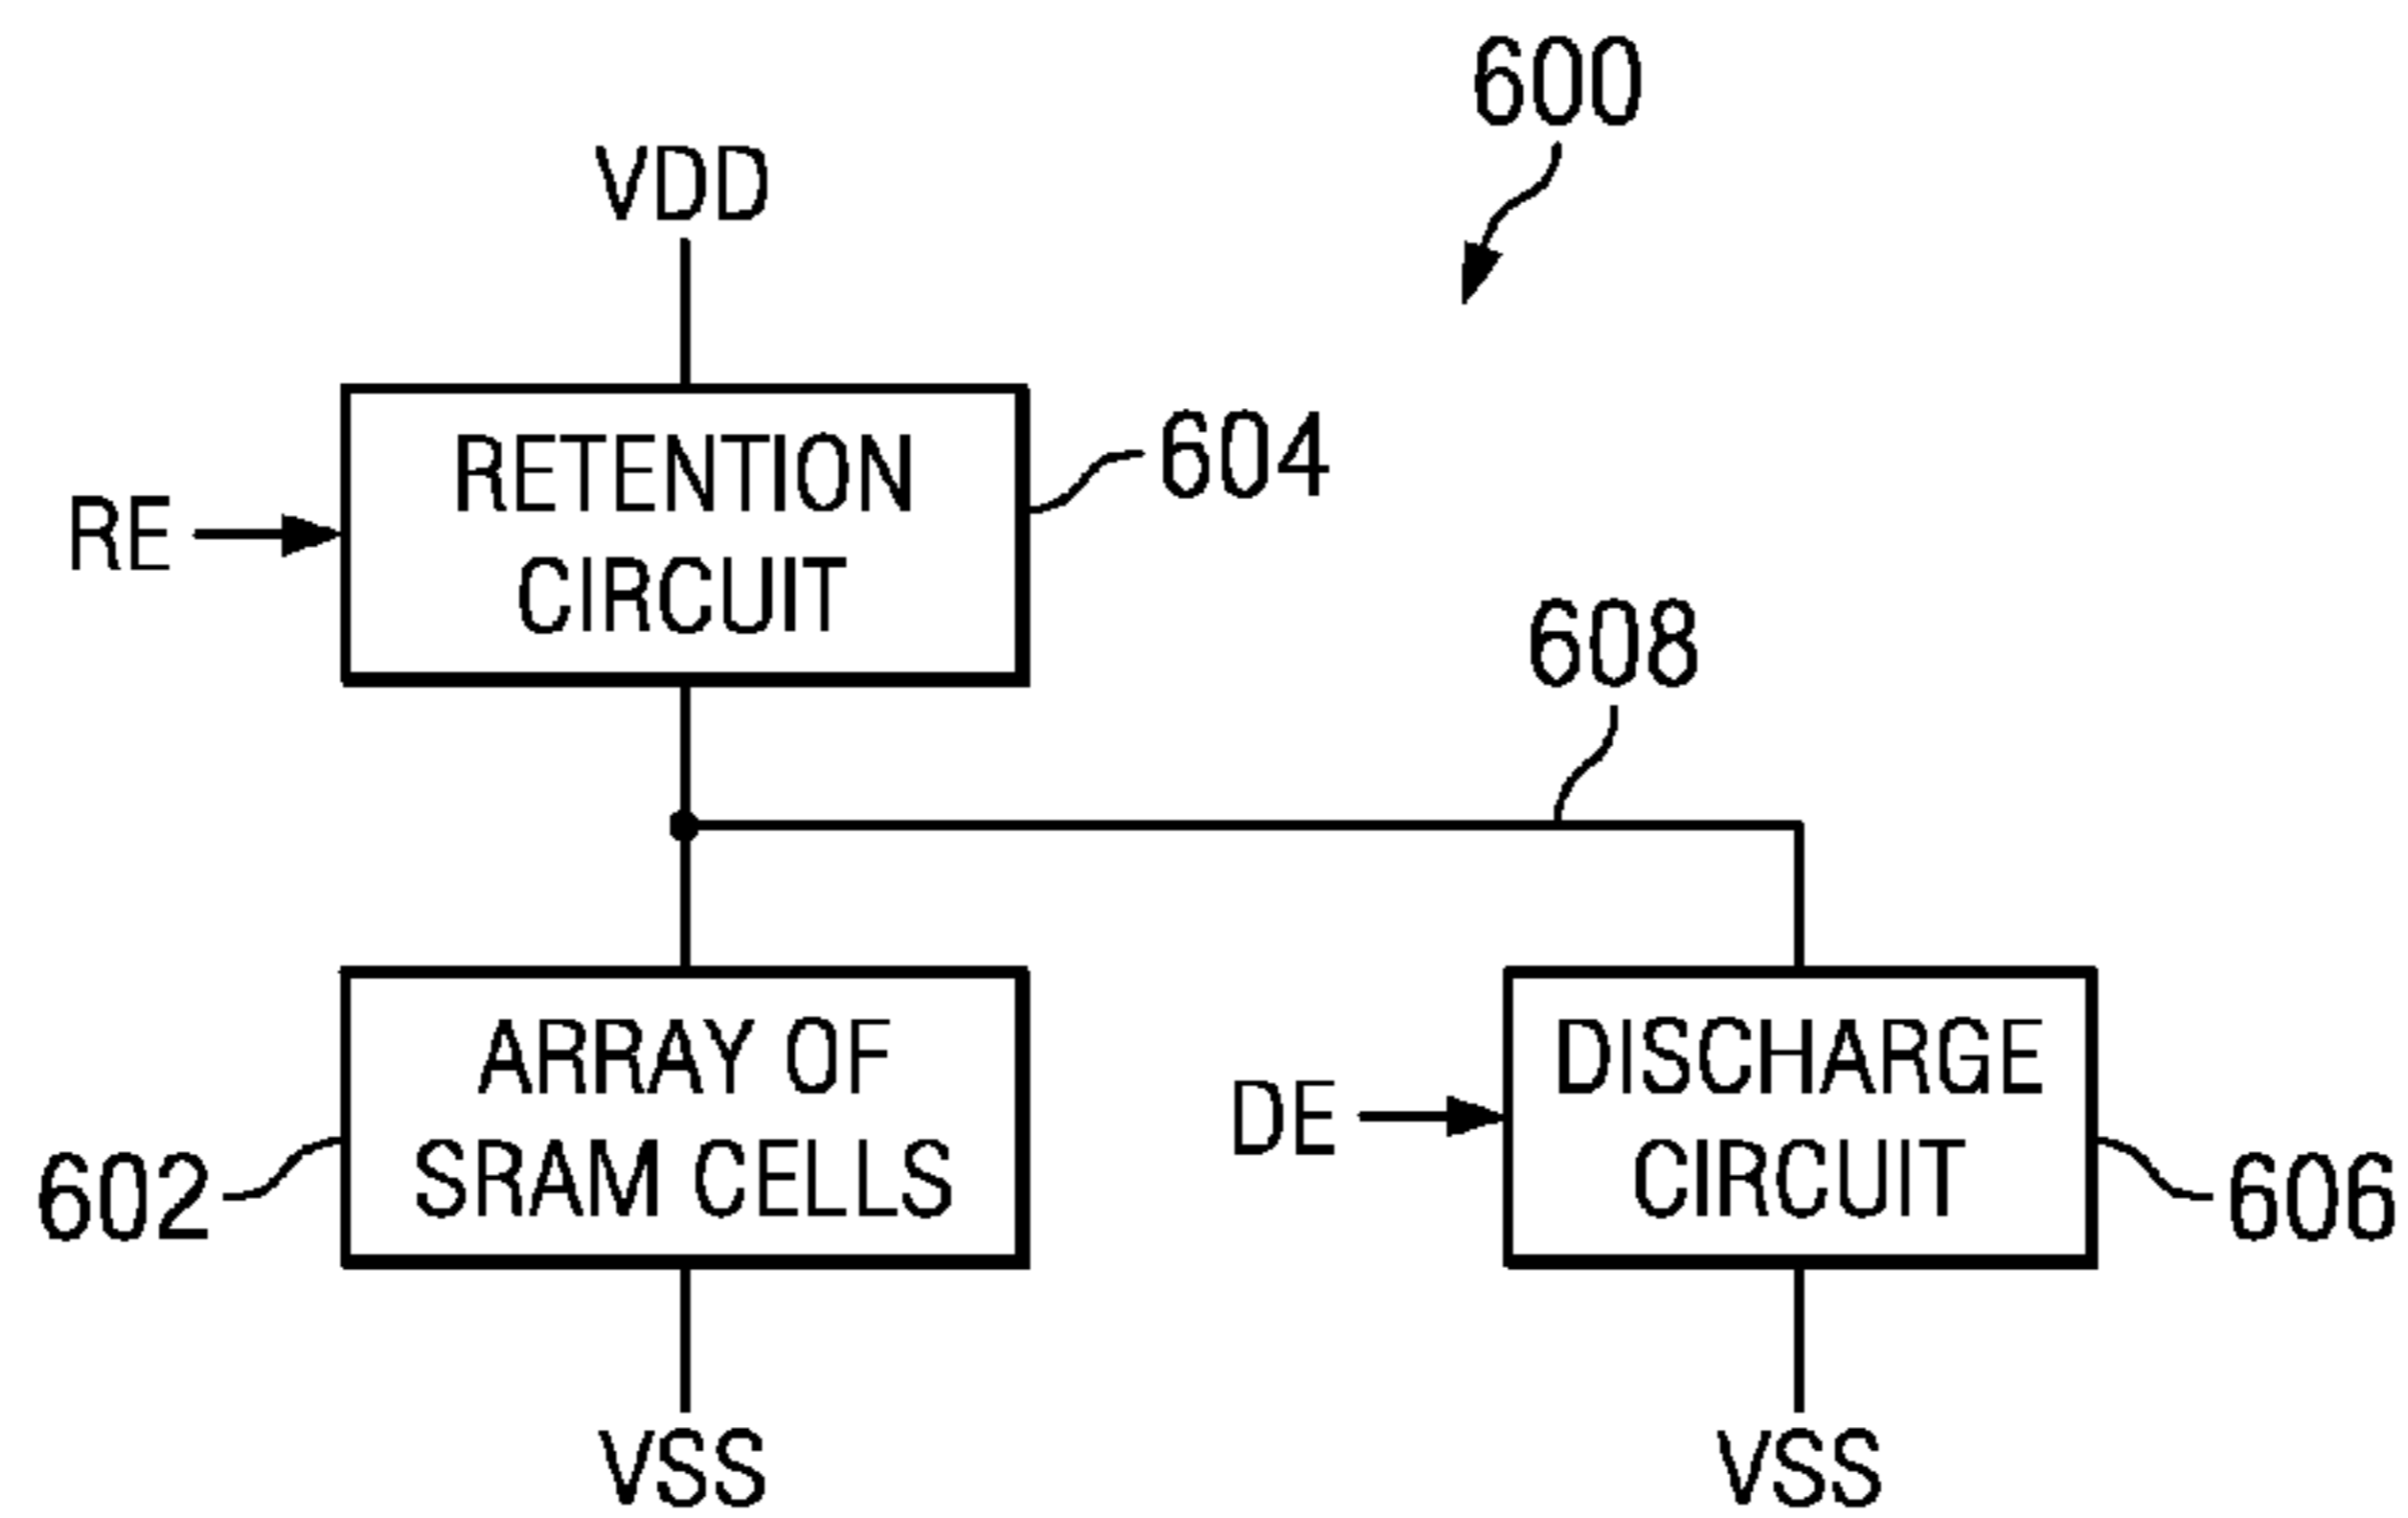 600
VDD
RETENTION
CIRCUIT
604
RE
608
ARRAY OF
SRAM CELLS
602
DISCHARGE
CIRCUIT
DE
606
VSS
VSS